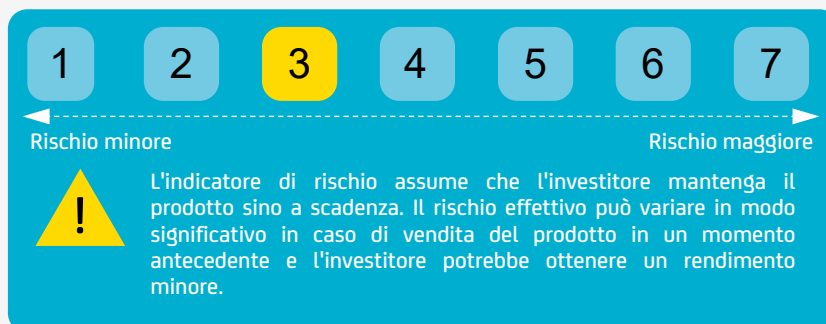 1 2 3 4 5 6 7
Rischio minore Rischio maggiore
!
L'indicatore di rischio assume che l'investitore mantenga il
prodotto sino a scadenza. Il rischio effettivo può variare in modo
significativo in caso di vendita del prodotto in un momento
antecedente e l'investitore potrebbe ottenere un rendimento
minore.